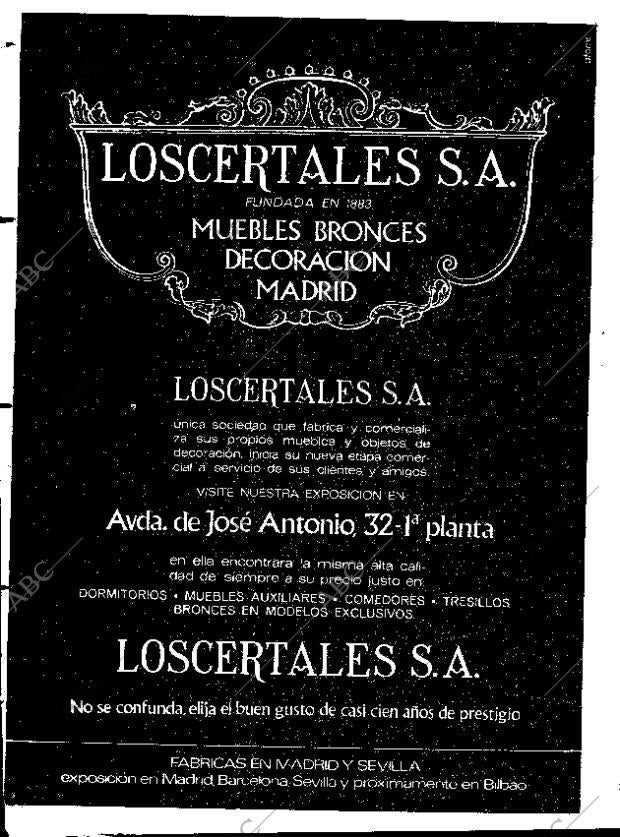 LOSCERTALES S.A.
FUNDADA EN 1883
MUEBLES BRONCES
DECORACION
MADRID
LOSCERTALES S.A.
única sociedad que fabrica y comerciali-
za sus propios muebles y objetos de
decoración, inicia su nueva etapa comer-
cial a servicio de sus clientes y amigos.
VISITE NUESTRA EXPOSICION EN
Avda. de José Antonio, 32-1ª planta
en ella encontrara la misma alta cali-
dad de siempre a su precio justo en:
DORMITORIOS • MUEBLES AUXILIARES • COMEDORES • TRESILLOS
BRONCES EN MODELOS EXCLUSIVOS.
LOSCERTALES S.A.
No se confunda, elija el buen gusto de casi cien años de prestigio
FABRICAS EN MADRID Y SEVILLA
exposición en Madrid, Barcelona, Sevilla y próximamente en Bilbao
ABC
ABC
ABC